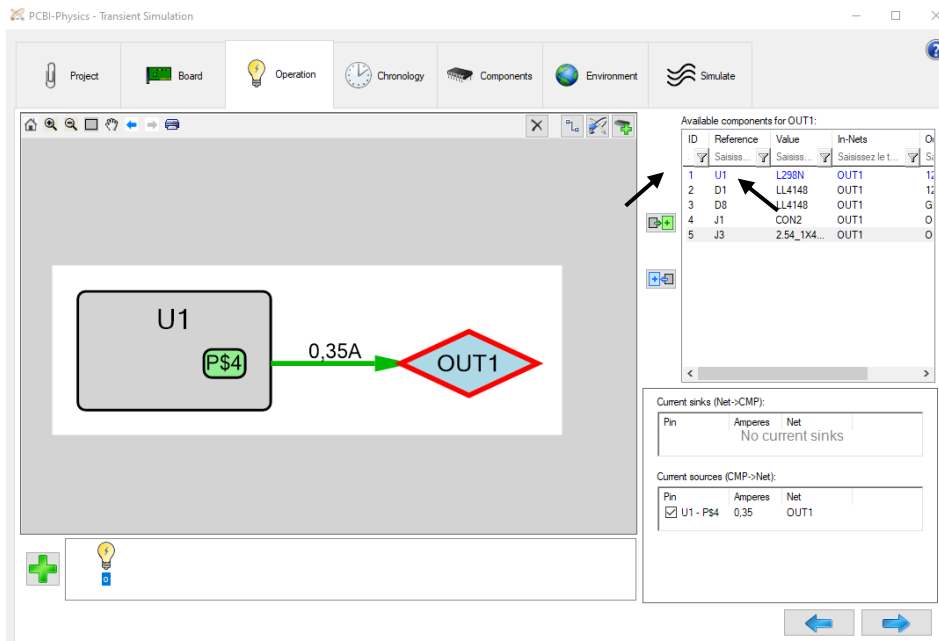 PCBI-Physics - Transient Simulation
Project Board Operation Chronology Components Environment Simulate
?
Available components for OUT1:
ID Reference Value In-Nets
Saisiss... Saisiss... Saisissez le t...
1 U1 L298N OUT1 12
2 D1 LL4148 OUT1 12
3 D8 LL4148 OUT1 G
4 J1 CON2 OUT1 O
5 J3 2.54_1X4... OUT1 O
U1
P$4
0,35A
OUT1
Current sinks (Net->CMP):
Pin Amperes Net
No current sinks
Current sources (CMP->Net):
Pin Amperes Net
U1 - P$4 0,35 OUT1